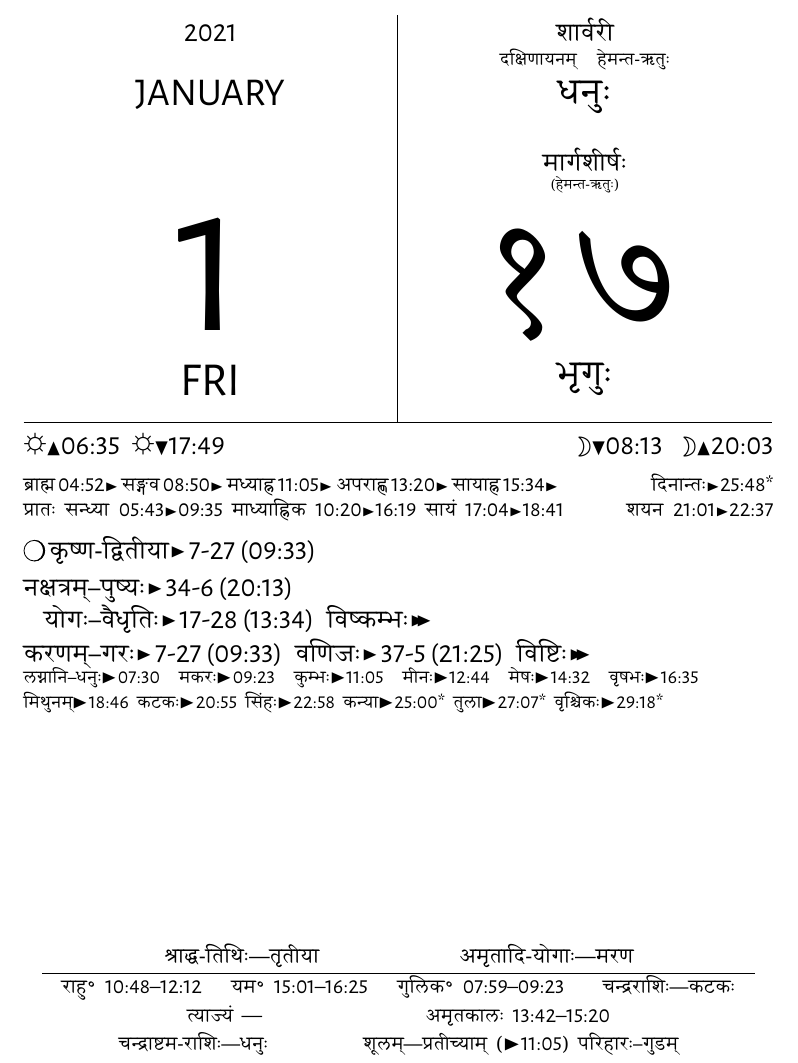 2021
JANUARY
1
FRI
शार्वरी
दक्षिणायनम् हेमन्त-ऋतुः
धनुः
मार्गशीर्षः
(हेमन्त-ऋतुः)
१७
भृगुः
☼▲06:35 ☼▼17:49 ☽▼08:13 ☽▲20:03
ब्राह्म 04:52► सङ्गव 08:50► मध्याह्न 11:05► अपराह्ण 13:20► सायाह्न 15:34► दिनान्तः►25:48*
प्रातः सन्ध्या 05:43►09:35 माध्याह्निक 10:20►16:19 सायं 17:04►18:41 शयन 21:01►22:37
❍कृष्ण-द्वितीया►7-27 (09:33)
नक्षत्रम्–पुष्यः►34-6 (20:13)
योगः–वैधृतिः►17-28 (13:34) विष्कम्भः►►
करणम्–गरः►7-27 (09:33) वणिजः►37-5 (21:25) विष्टिः►►
लग्नानि–धनुः►07:30 मकरः►09:23 कुम्भः►11:05 मीनः►12:44 मेषः►14:32 वृषभः►16:35
मिथुनम्►18:46 कटकः►20:55 सिंहः►22:58 कन्या►25:00* तुला►27:07* वृश्चिकः►29:18*
श्राद्ध-तिथिः—तृतीया अमृतादि-योगाः—मरण
राहु° 10:48–12:12 यम° 15:01–16:25 गुलिक° 07:59–09:23 चन्द्रराशिः—कटकः
त्याज्यं — अमृतकालः 13:42–15:20
चन्द्राष्टम-राशिः—धनुः शूलम्—प्रतीच्याम् (►11:05) परिहारः–गुडम्